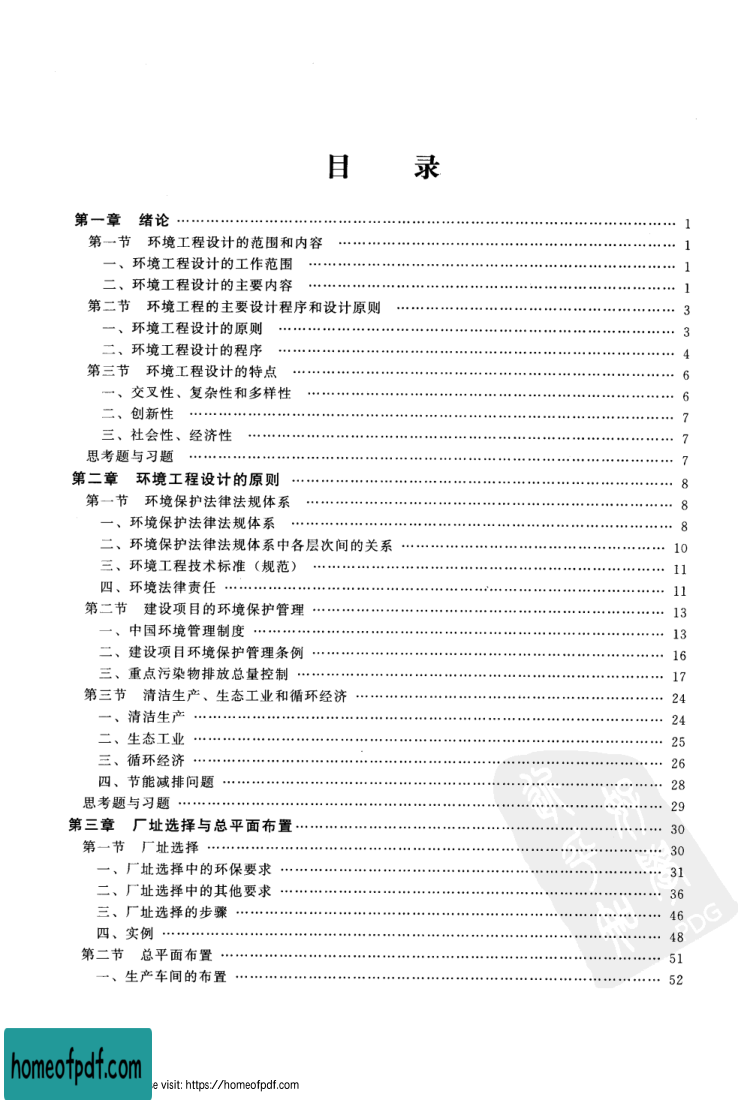 目 录
第一章 绪论 …… 1
第一节 环境工程设计的范围和内容 …… 1
一、环境工程设计的工作范围 …… 1
二、环境工程设计的主要内容 …… 1
第二节 环境工程的主要设计程序和设计原则 …… 3
一、环境工程设计的原则 …… 3
二、环境工程设计的程序 …… 4
第三节 环境工程设计的特点 …… 6
一、交叉性、复杂性和多样性 …… 6
二、创新性 …… 7
三、社会性、经济性 …… 7
思考题与习题 …… 7
第二章 环境工程设计的原则 …… 8
第一节 环境保护法律法规体系 …… 8
一、环境保护法律法规体系 …… 8
二、环境保护法律法规体系中各层次间的关系 …… 10
三、环境工程技术标准（规范） …… 11
四、环境法律责任 …… 11
第二节 建设项目的环境保护管理 …… 13
一、中国环境管理制度 …… 13
二、建设项目环境保护管理条例 …… 16
三、重点污染物排放总量控制 …… 17
第三节 清洁生产、生态工业和循环经济 …… 24
一、清洁生产 …… 24
二、生态工业 …… 25
三、循环经济 …… 26
四、节能减排问题 …… 28
思考题与习题 …… 29
第三章 厂址选择与总平面布置 …… 30
第一节 厂址选择 …… 30
一、厂址选择中的环保要求 …… 31
二、厂址选择中的其他要求 …… 36
三、厂址选择的步骤 …… 46
四、实例 …… 48
第二节 总平面布置 …… 51
一、生产车间的布置 …… 52
PDG
homeofpdf.com
e visit: https://homeofpdf.com